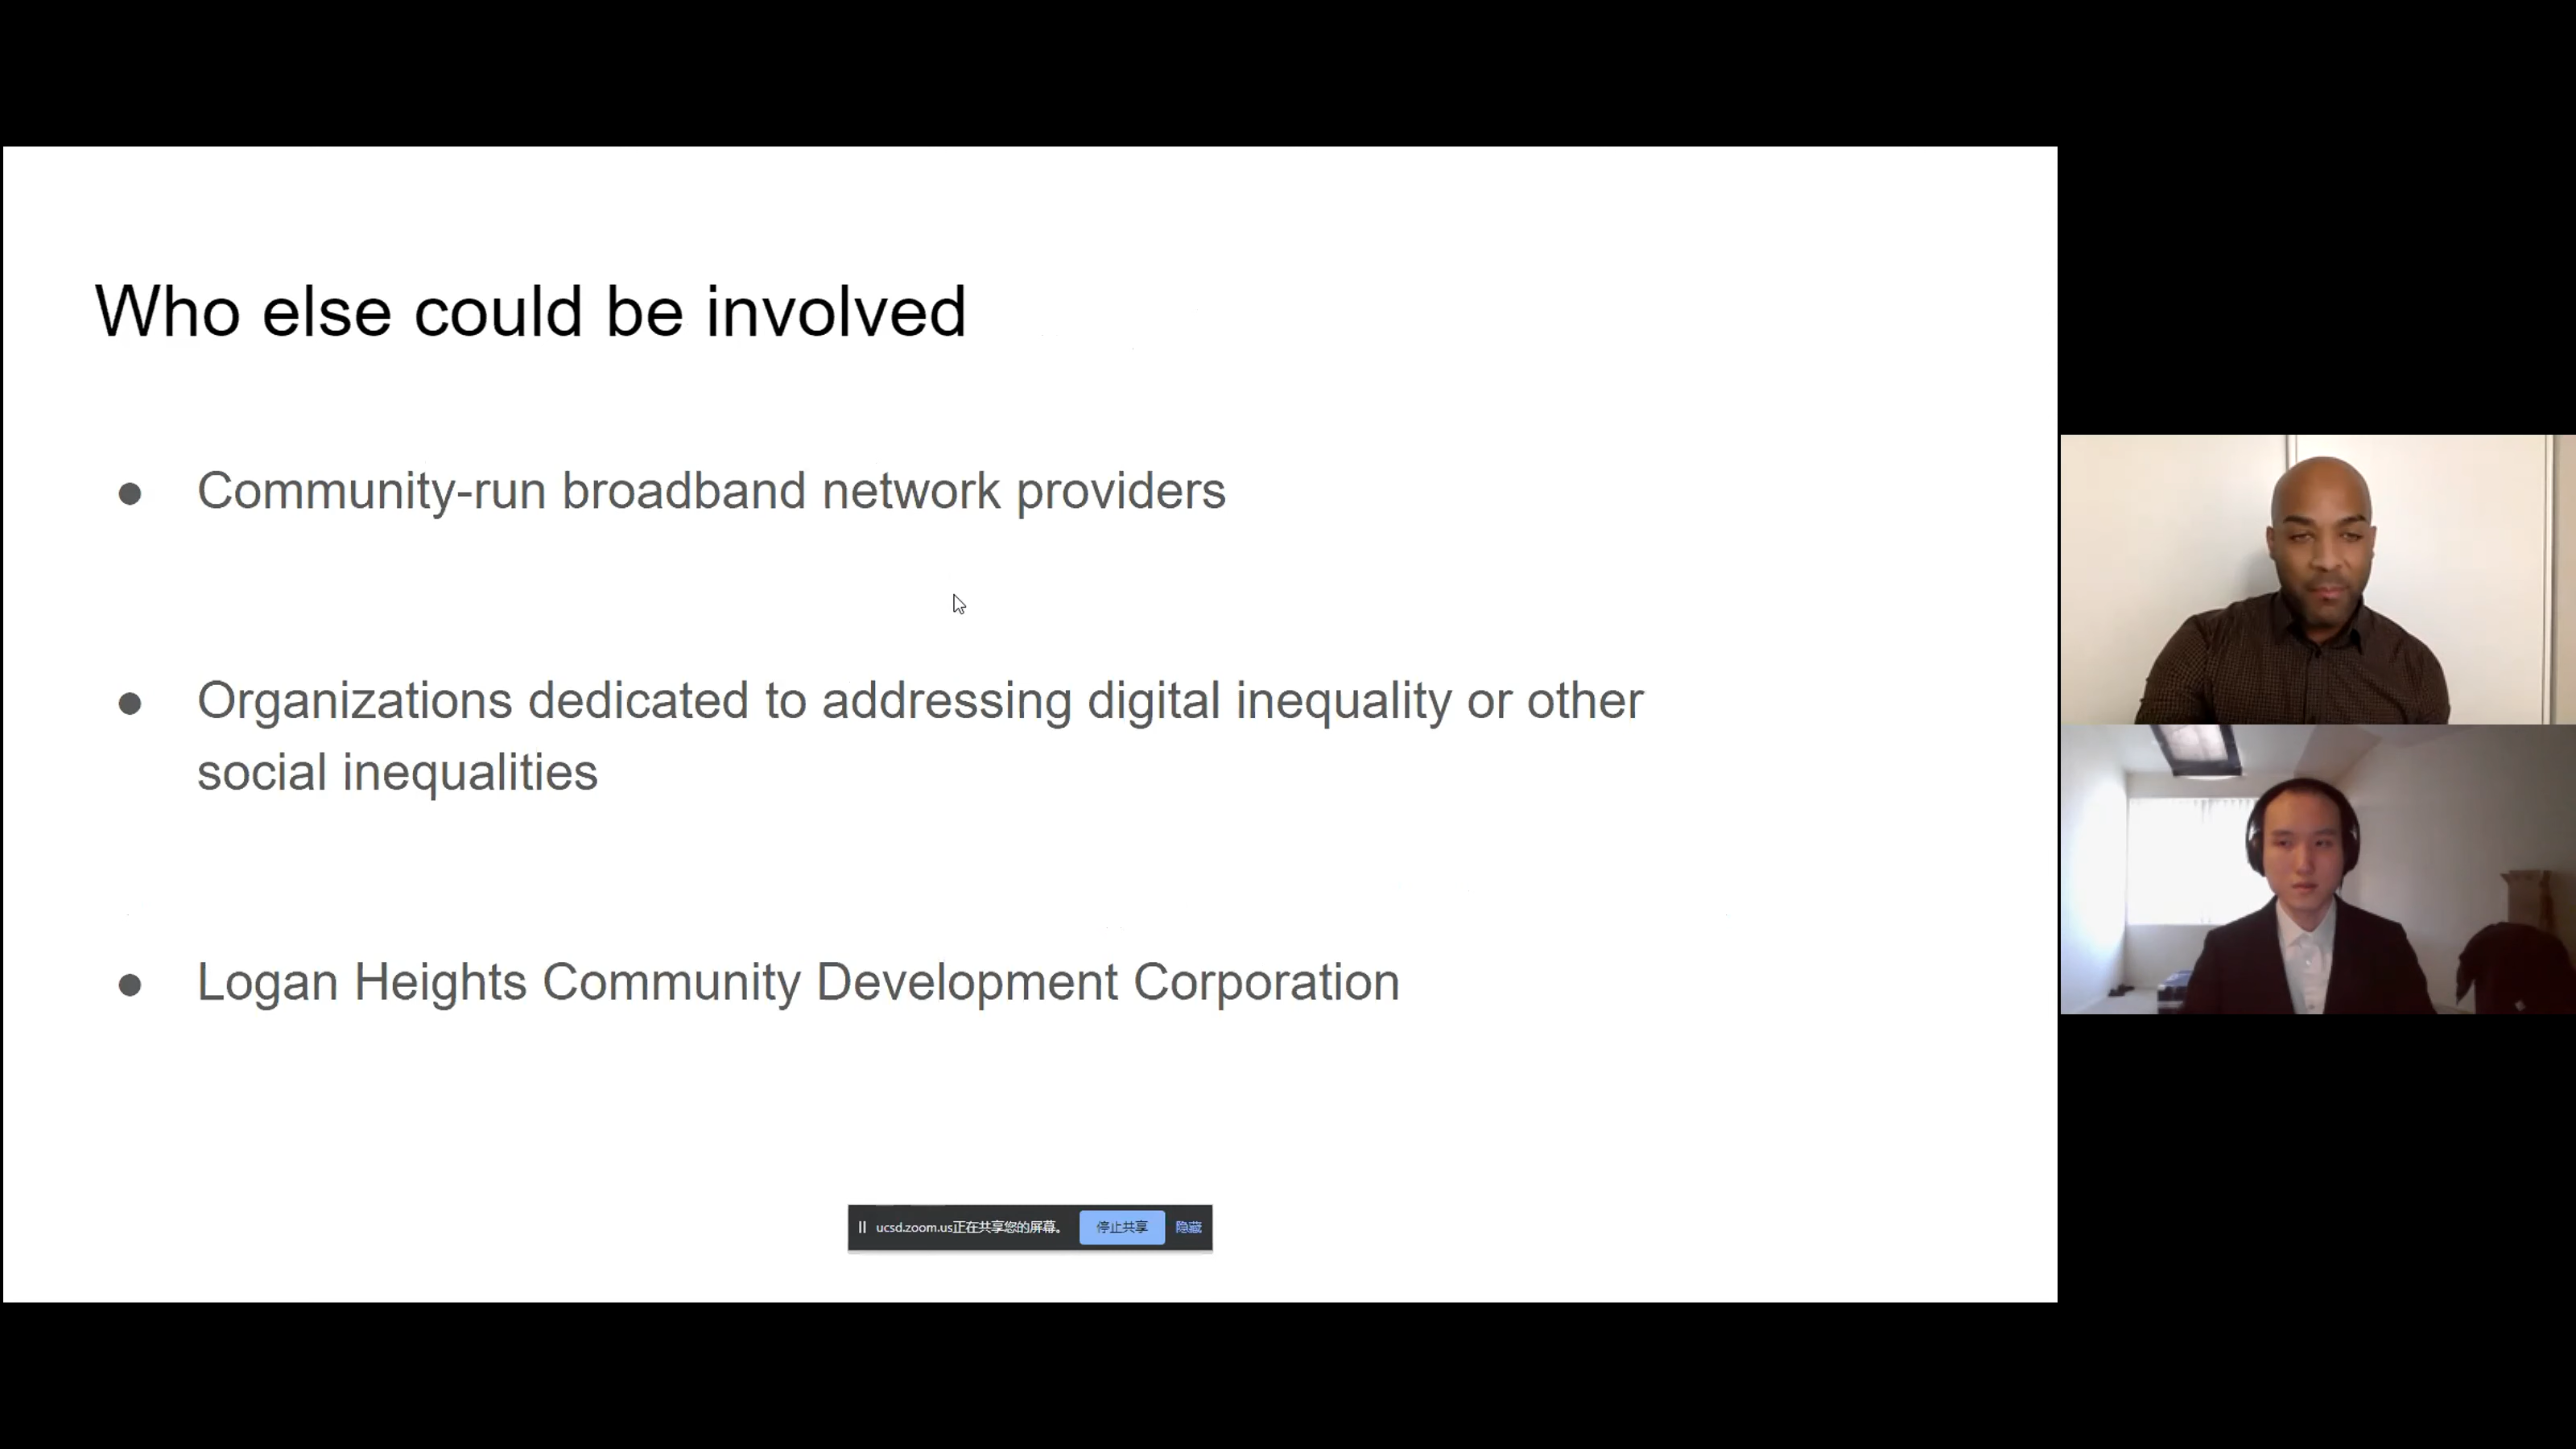 Who else could be involved
● Community-run broadband network providers
● Organizations dedicated to addressing digital inequality or other
social inequalities
● Logan Heights Community Development Corporation
ucsd.zoom.us正在共享您的屏幕。 停止共享 隐藏